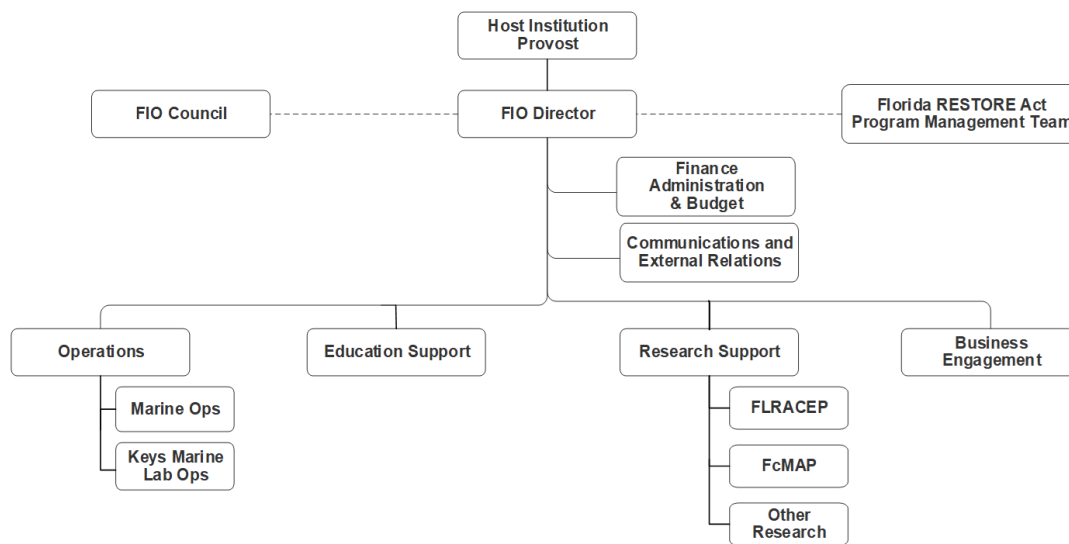 Host Institution
Provost
FIO Council
FIO Director
Florida RESTORE Act
Program Management Team
Finance
Administration
& Budget
Communications and
External Relations
Operations
Education Support
Research Support
Business
Engagement
Marine Ops
Keys Marine
Lab Ops
FLRACEP
FcMAP
Other
Research